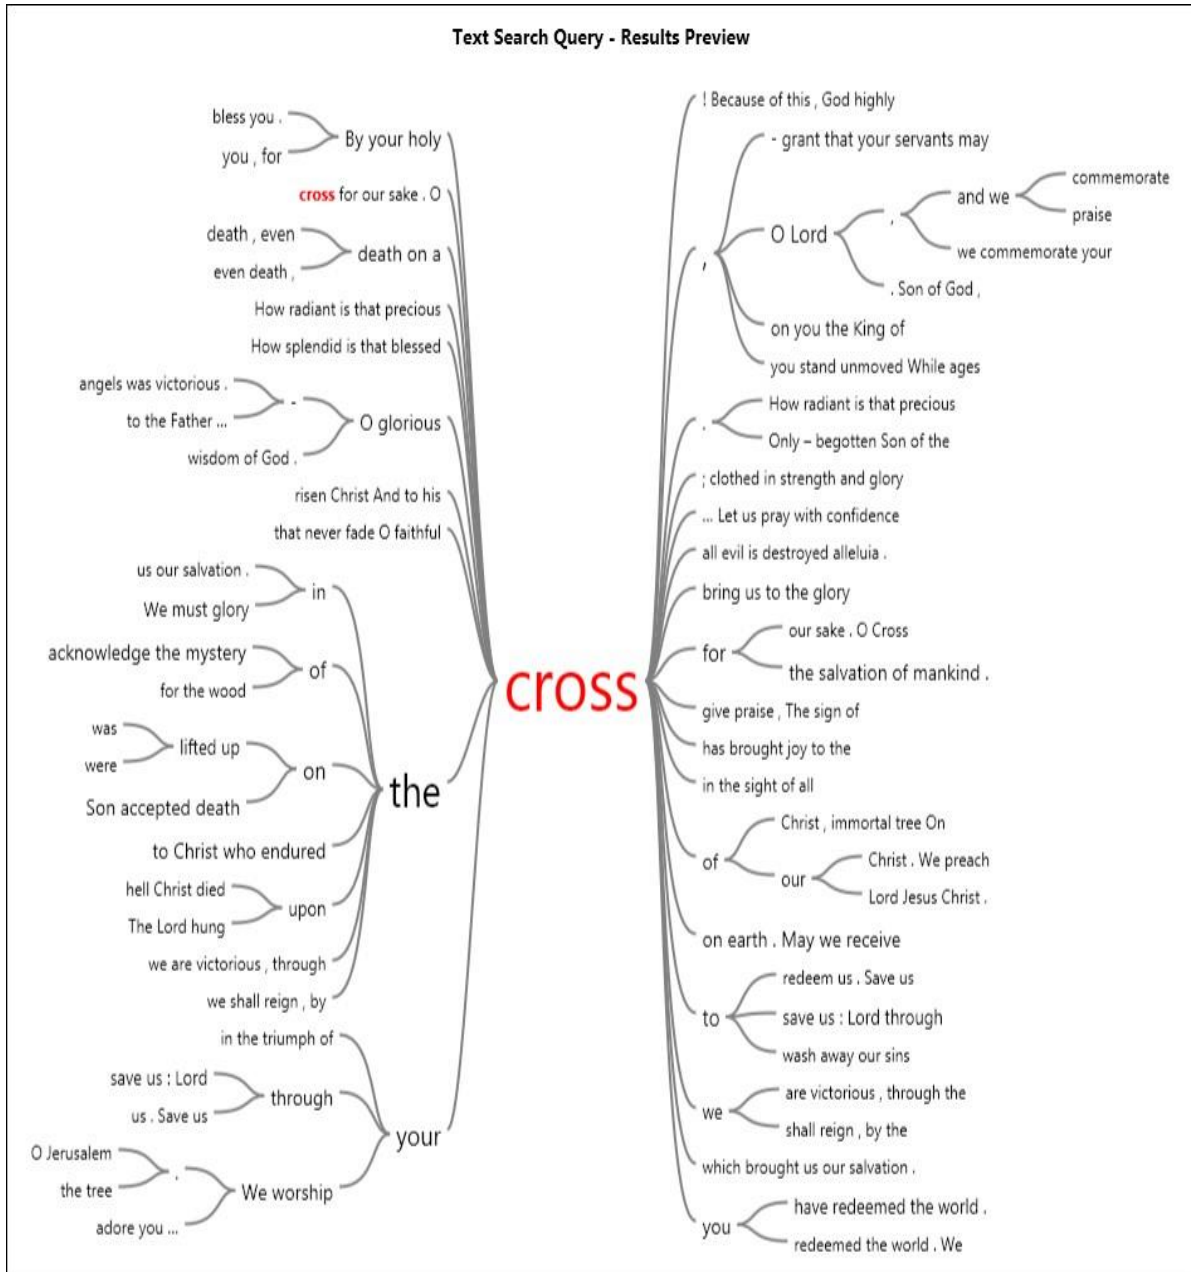 Text Search Query - Results Preview
bless you .
you , for
By your holy
cross for our sake . O
death , even
even death ,
death on a
How radiant is that precious
How splendid is that blessed
angels was victorious .
to the Father ...
-
wisdom of God .
O glorious
risen Christ And to his
that never fade O faithful
us our salvation .
We must glory
in
acknowledge the mystery
for the wood
of
was
were
lifted up
Son accepted death
on
to Christ who endured
hell Christ died
The Lord hung
upon
we are victorious , through
we shall reign , by
the
in the triumph of
save us : Lord
us . Save us
through
O Jerusalem
the tree
.
adore you ...
We worship
your
cross
! Because of this , God highly
,
- grant that your servants may
O Lord
,
and we
commemorate
praise
we commemorate your
. Son of God ,
on you the King of
you stand unmoved While ages
.
How radiant is that precious
Only – begotten Son of the
; clothed in strength and glory
... Let us pray with confidence
all evil is destroyed alleluia .
bring us to the glory
for
our sake . O Cross
the salvation of mankind .
give praise , The sign of
has brought joy to the
in the sight of all
of
Christ , immortal tree On
our
Christ . We preach
Lord Jesus Christ .
on earth . May we receive
to
redeem us . Save us
save us : Lord through
wash away our sins
we
are victorious , through the
shall reign , by the
which brought us our salvation .
you
have redeemed the world .
redeemed the world . We